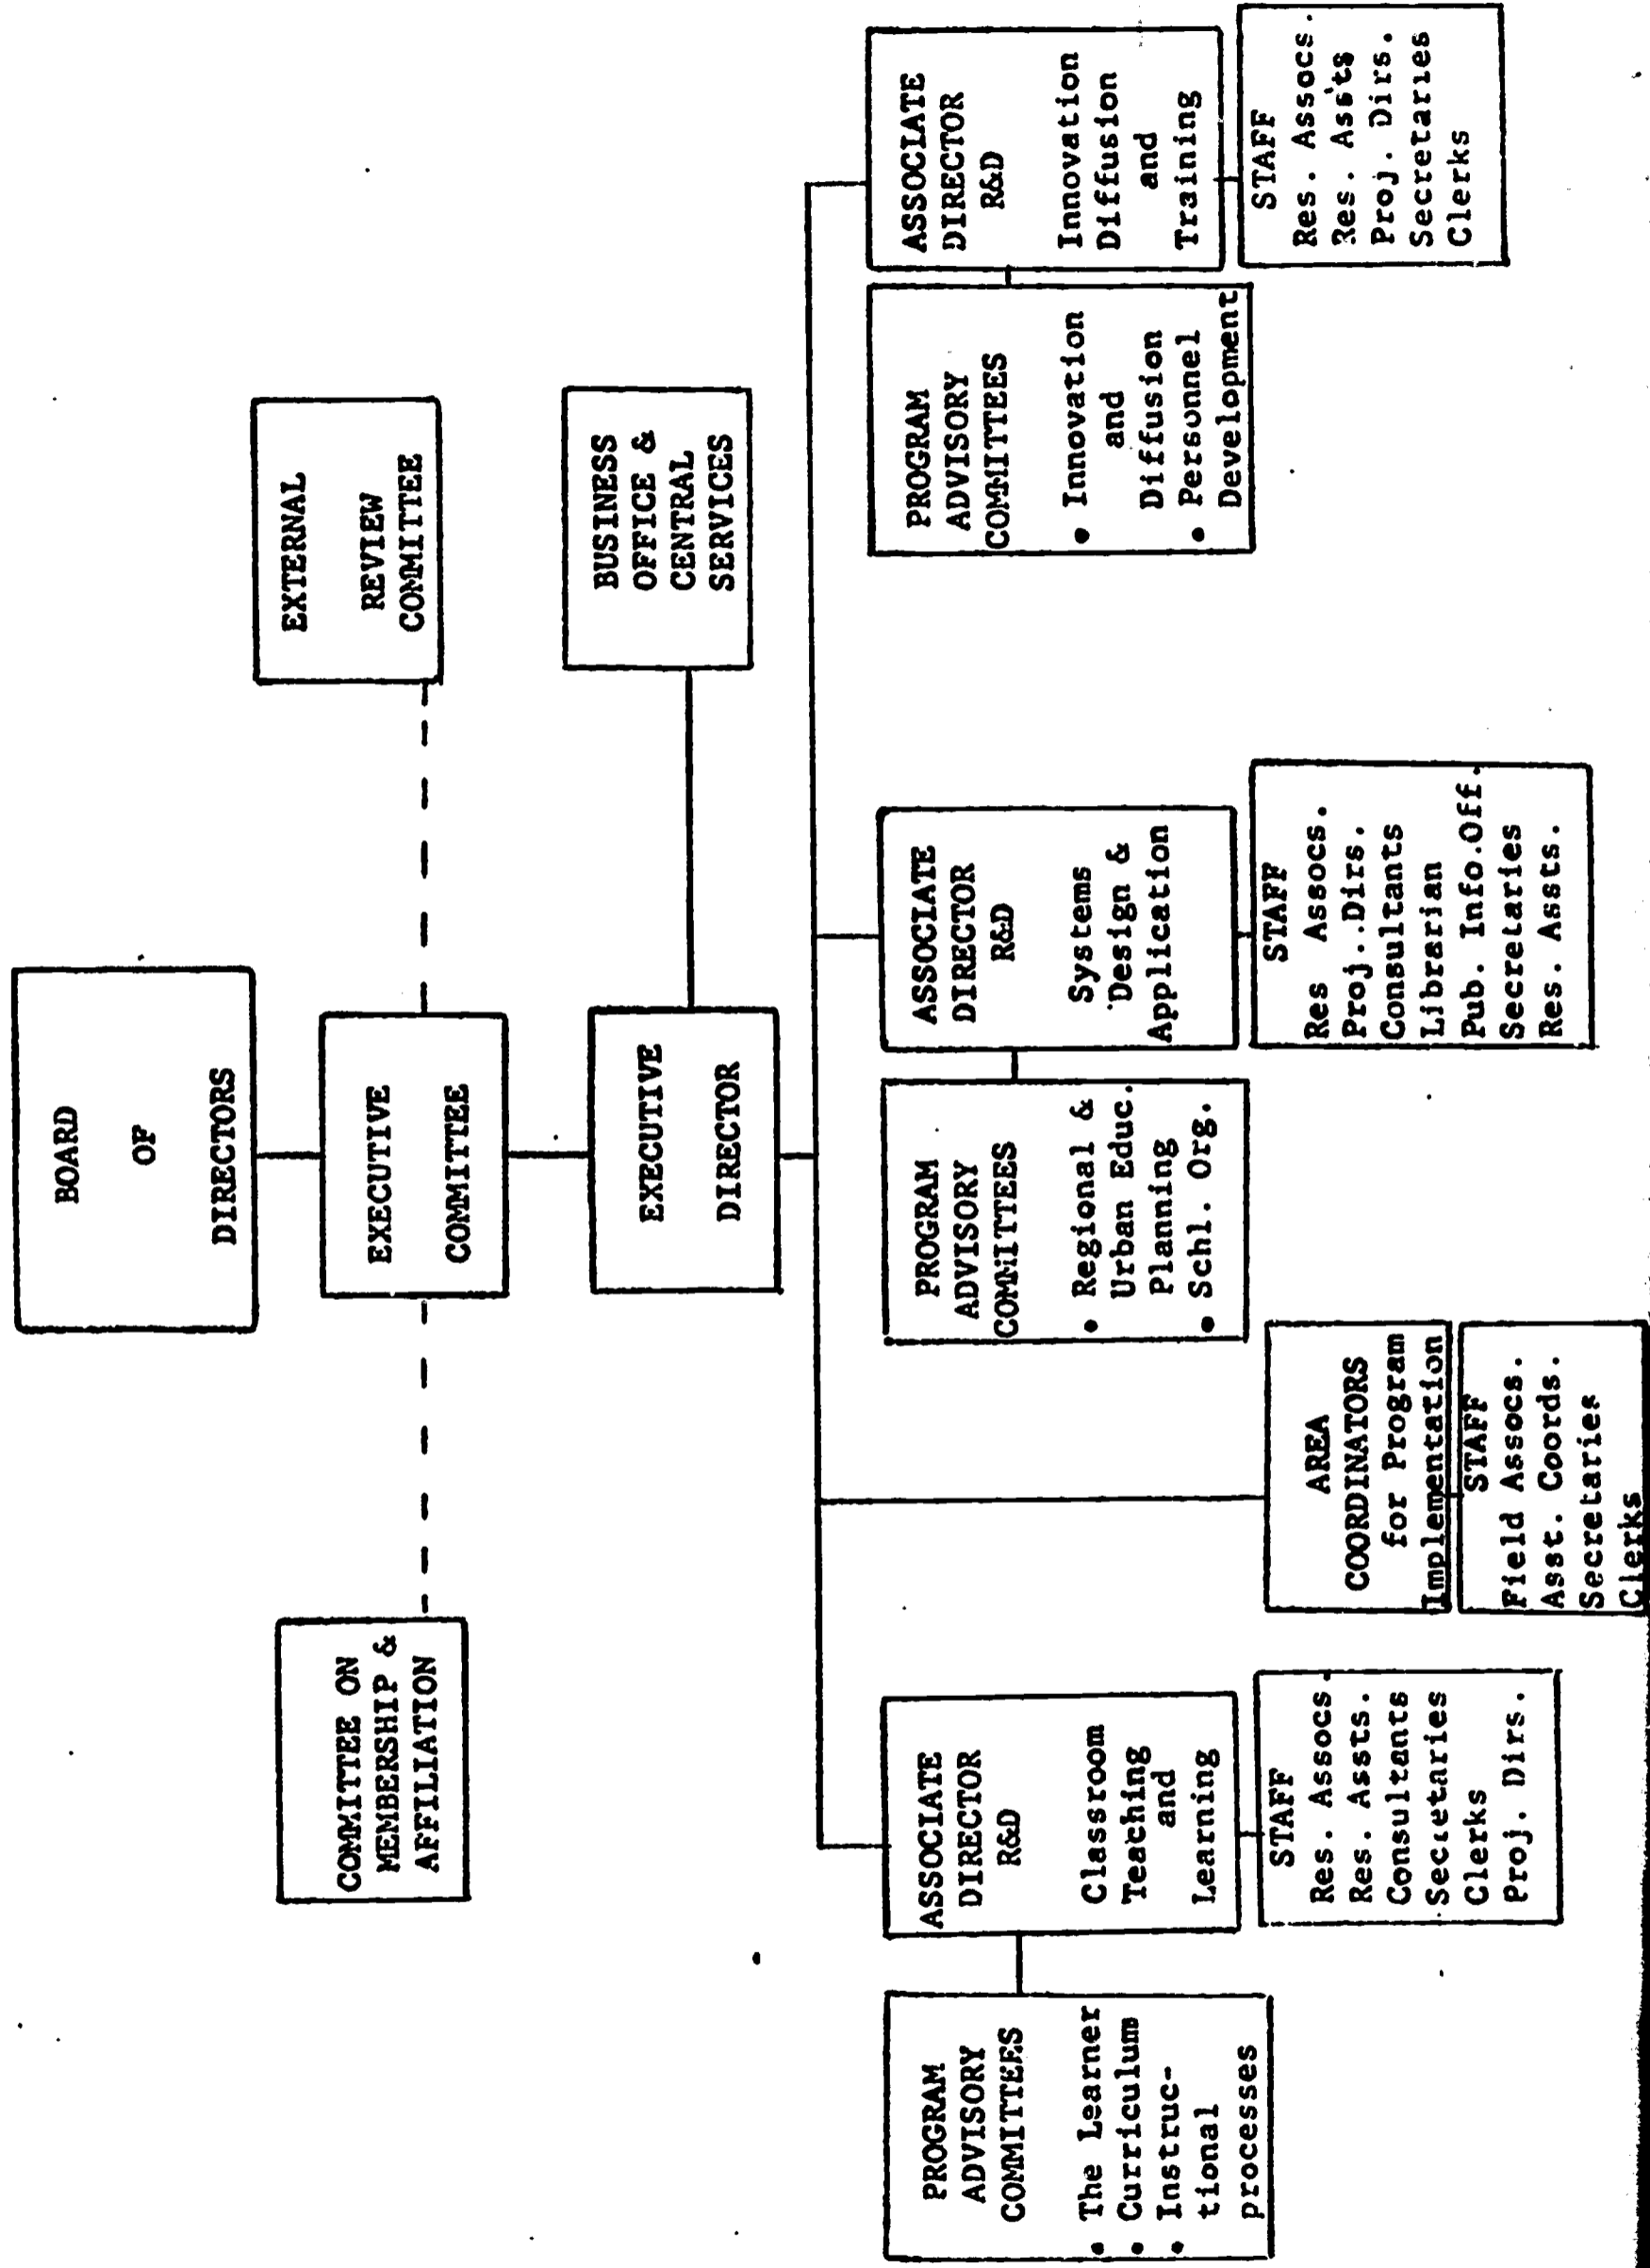 BOARD
OF
DIRECTORS
COMMITTEE ON
MEMBERSHIP &
AFFILIATION
EXECUTIVE
COMMITTEE
EXTERNAL
REVIEW
COMMITTEE
EXECUTIVE
DIRECTOR
BUSINESS
OFFICE &
CENTRAL
SERVICES
PROGRAM
ADVISORY
COMMITTEES
• The Learner
• Curriculum
• Instruc-
tional
processes
ASSOCIATE
DIRECTOR
R&D
Classroom
Teaching
and
Learning
STAFF
Res. Assocs.
Res. Assts.
Consultants
Secretaries
Clerks
Proj. Dirs.
AREA
COORDINATORS
for Program
Implementation
STAFF
Field Assocs.
Asst. Coords.
Secretaries
Clerks
PROGRAM
ADVISORY
COMMITTEES
• Regional &
Urban Educ.
Planning
• Schl. Org.
ASSOCIATE
DIRECTOR
R&D
Systems
Design &
Application
STAFF
Res Assocs.
Proj..Dirs.
Consultants
Librarian
Pub. Info.Off.
Secretaries
Res. Assts.
PROGRAM
ADVISORY
COMMITTEES
• Innovation
and
Diffusion
• Personnel
Development
ASSOCIATE
DIRECTOR
R&D
Innovation
Diffusion
and
Training
STAFF
Res. Assocs.
Res. Ass'ts
Proj. Dirs.
Secretaries
Clerks